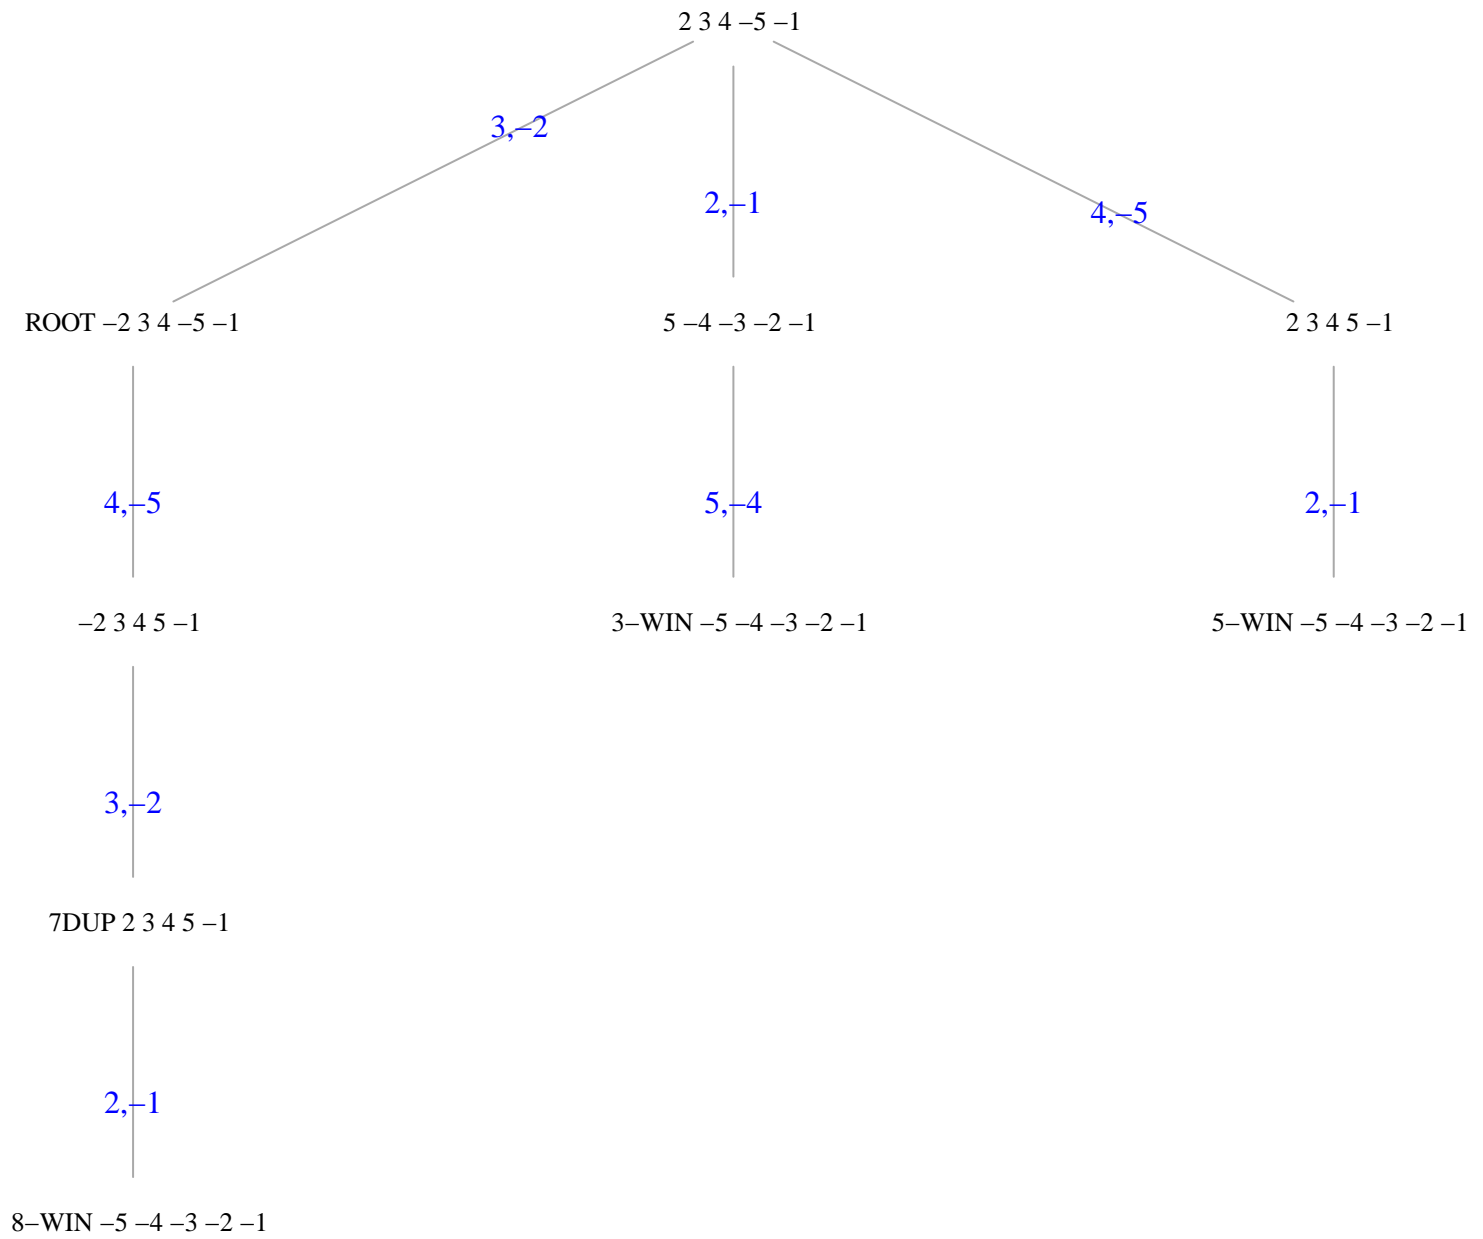 2 3 4 –5 –1
3,–2
2,–1
4,–5
ROOT –2 3 4 –5 –1
5 –4 –3 –2 –1
2 3 4 5 –1
4,–5
5,–4
2,–1
–2 3 4 5 –1
3–WIN –5 –4 –3 –2 –1
5–WIN –5 –4 –3 –2 –1
3,–2
7DUP 2 3 4 5 –1
2,–1
8–WIN –5 –4 –3 –2 –1